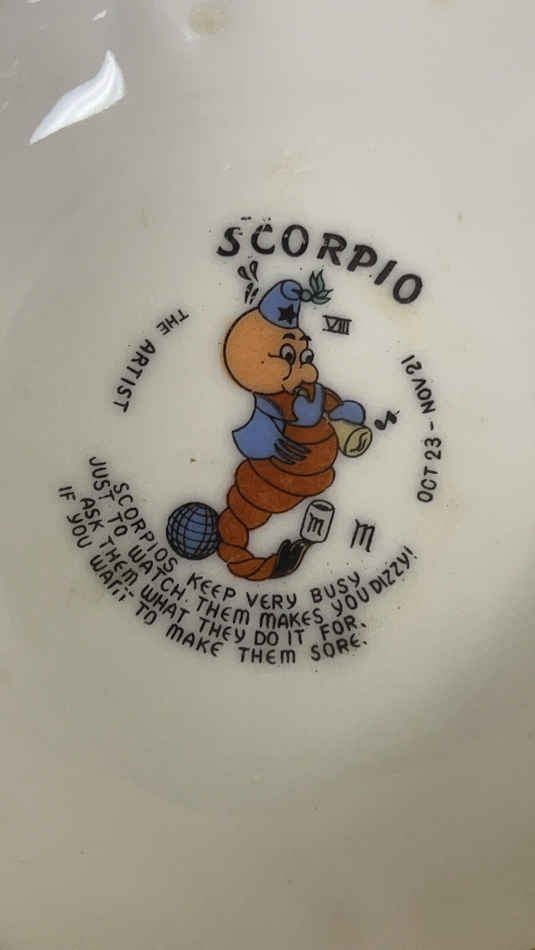 SCORPIO
VIII
THE ARTIST
OCT 23 - NOV 21
♏
♏
SCORPIOS KEEP VERY BUSY
JUST TO WATCH THEM MAKES YOU DIZZY!
ASK THEM WHAT THEY DO IT FOR,
IF YOU WANT TO MAKE THEM SORE.